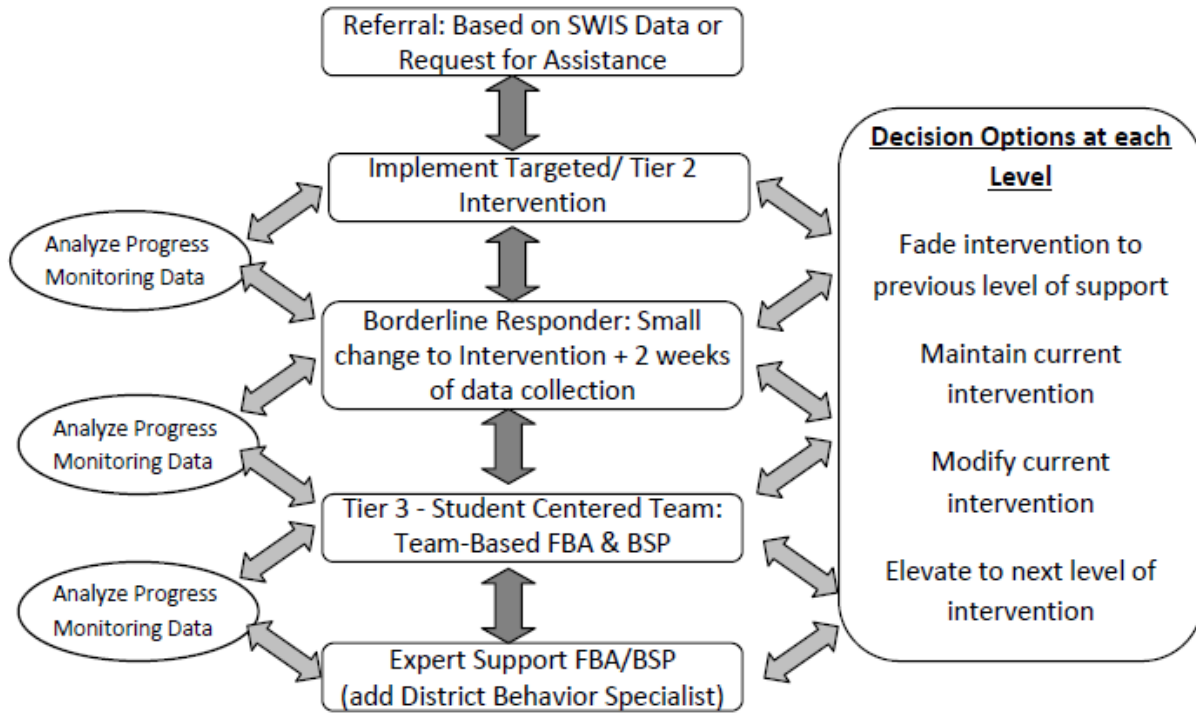 Referral: Based on SWIS Data or
Request for Assistance
Implement Targeted/ Tier 2
Intervention
Analyze Progress
Monitoring Data
Borderline Responder: Small
change to Intervention + 2 weeks
of data collection
Analyze Progress
Monitoring Data
Tier 3 - Student Centered Team:
Team-Based FBA & BSP
Analyze Progress
Monitoring Data
Expert Support FBA/BSP
(add District Behavior Specialist)
Decision Options at each
Level
Fade intervention to
previous level of support
Maintain current
intervention
Modify current
intervention
Elevate to next level of
intervention